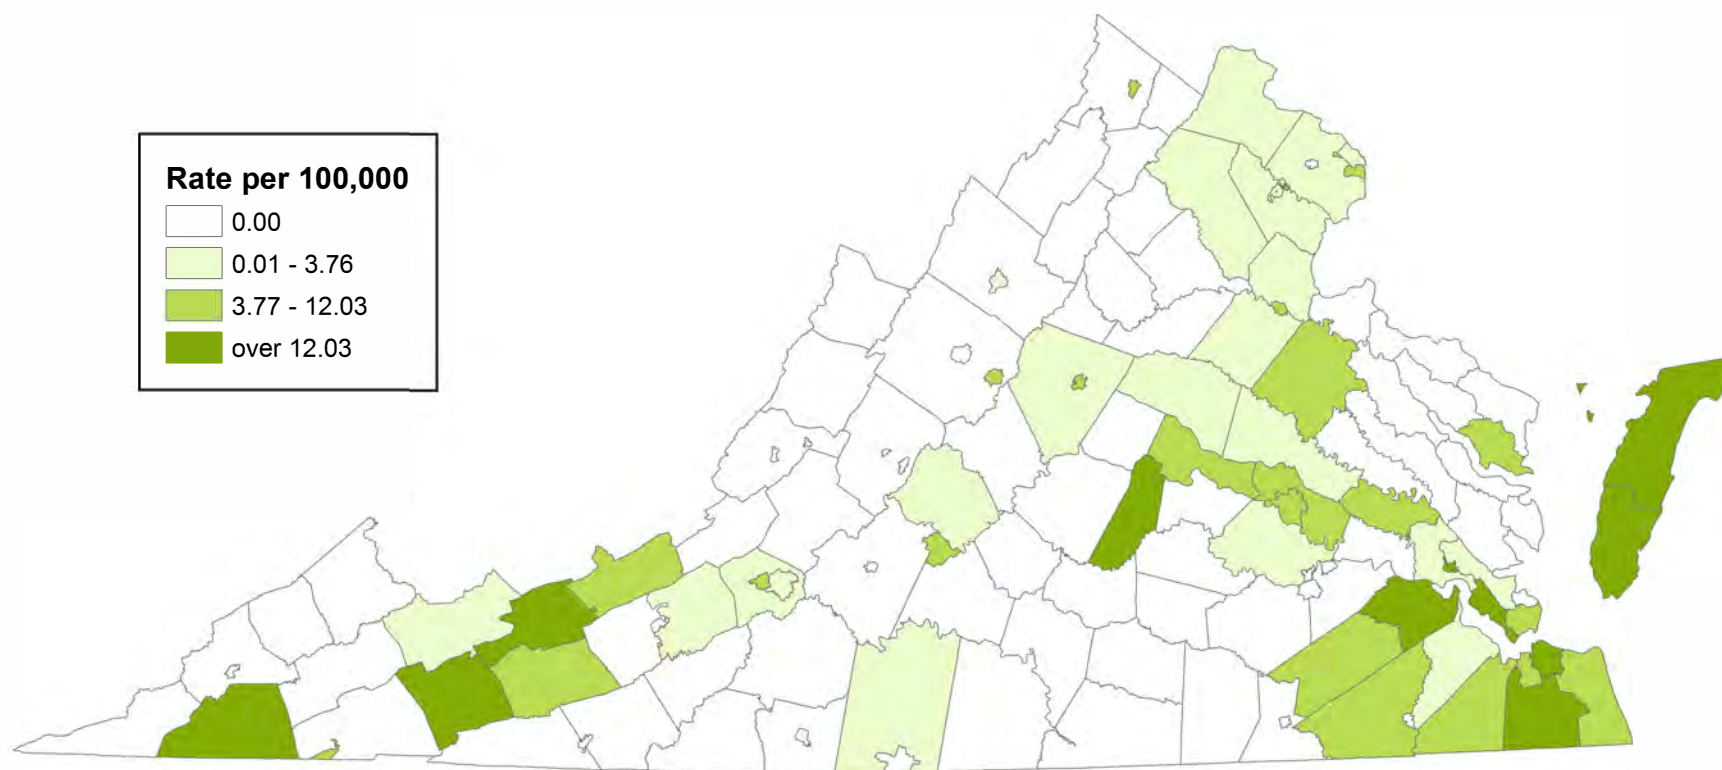 Rate per 100,000
0.00
0.01 - 3.76
3.77 - 12.03
over 12.03